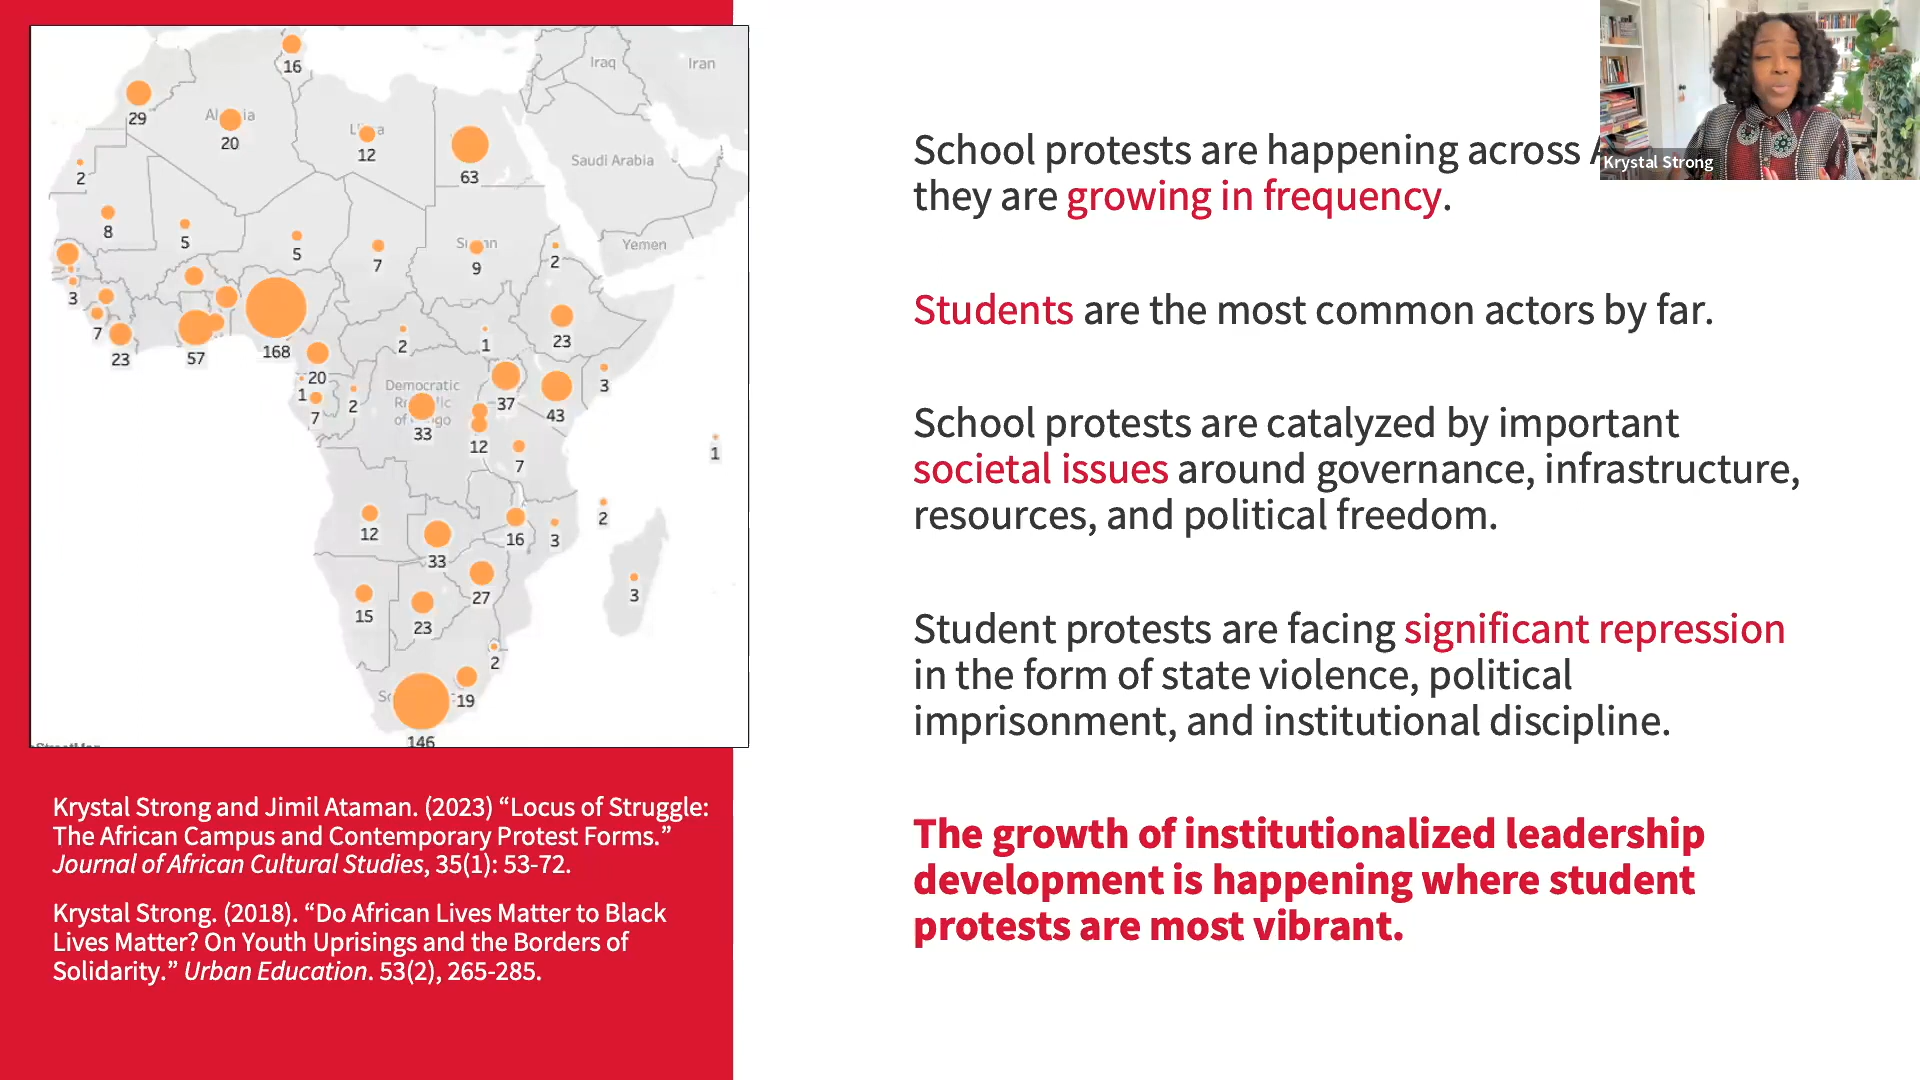 16
Iraq
Iran
29
20
12
63
Saudi Arabia
2
8
5
5
7
9
2
Yemen
3
7
23
57
168
20
2
1
23
1
7
2
Democratic
33
37
43
3
12
7
1
12
33
16
3
2
15
23
27
3
2
19
146
Krystal Strong and Jimil Ataman. (2023) “Locus of Struggle:
The African Campus and Contemporary Protest Forms.”
Journal of African Cultural Studies, 35(1): 53-72.
Krystal Strong. (2018). “Do African Lives Matter to Black
Lives Matter? On Youth Uprisings and the Borders of
Solidarity.” Urban Education. 53(2), 265-285.
School protests are happening across
they are growing in frequency.
Students are the most common actors by far.
School protests are catalyzed by important
societal issues around governance, infrastructure,
resources, and political freedom.
Student protests are facing significant repression
in the form of state violence, political
imprisonment, and institutional discipline.
The growth of institutionalized leadership
development is happening where student
protests are most vibrant.
Krystal Strong